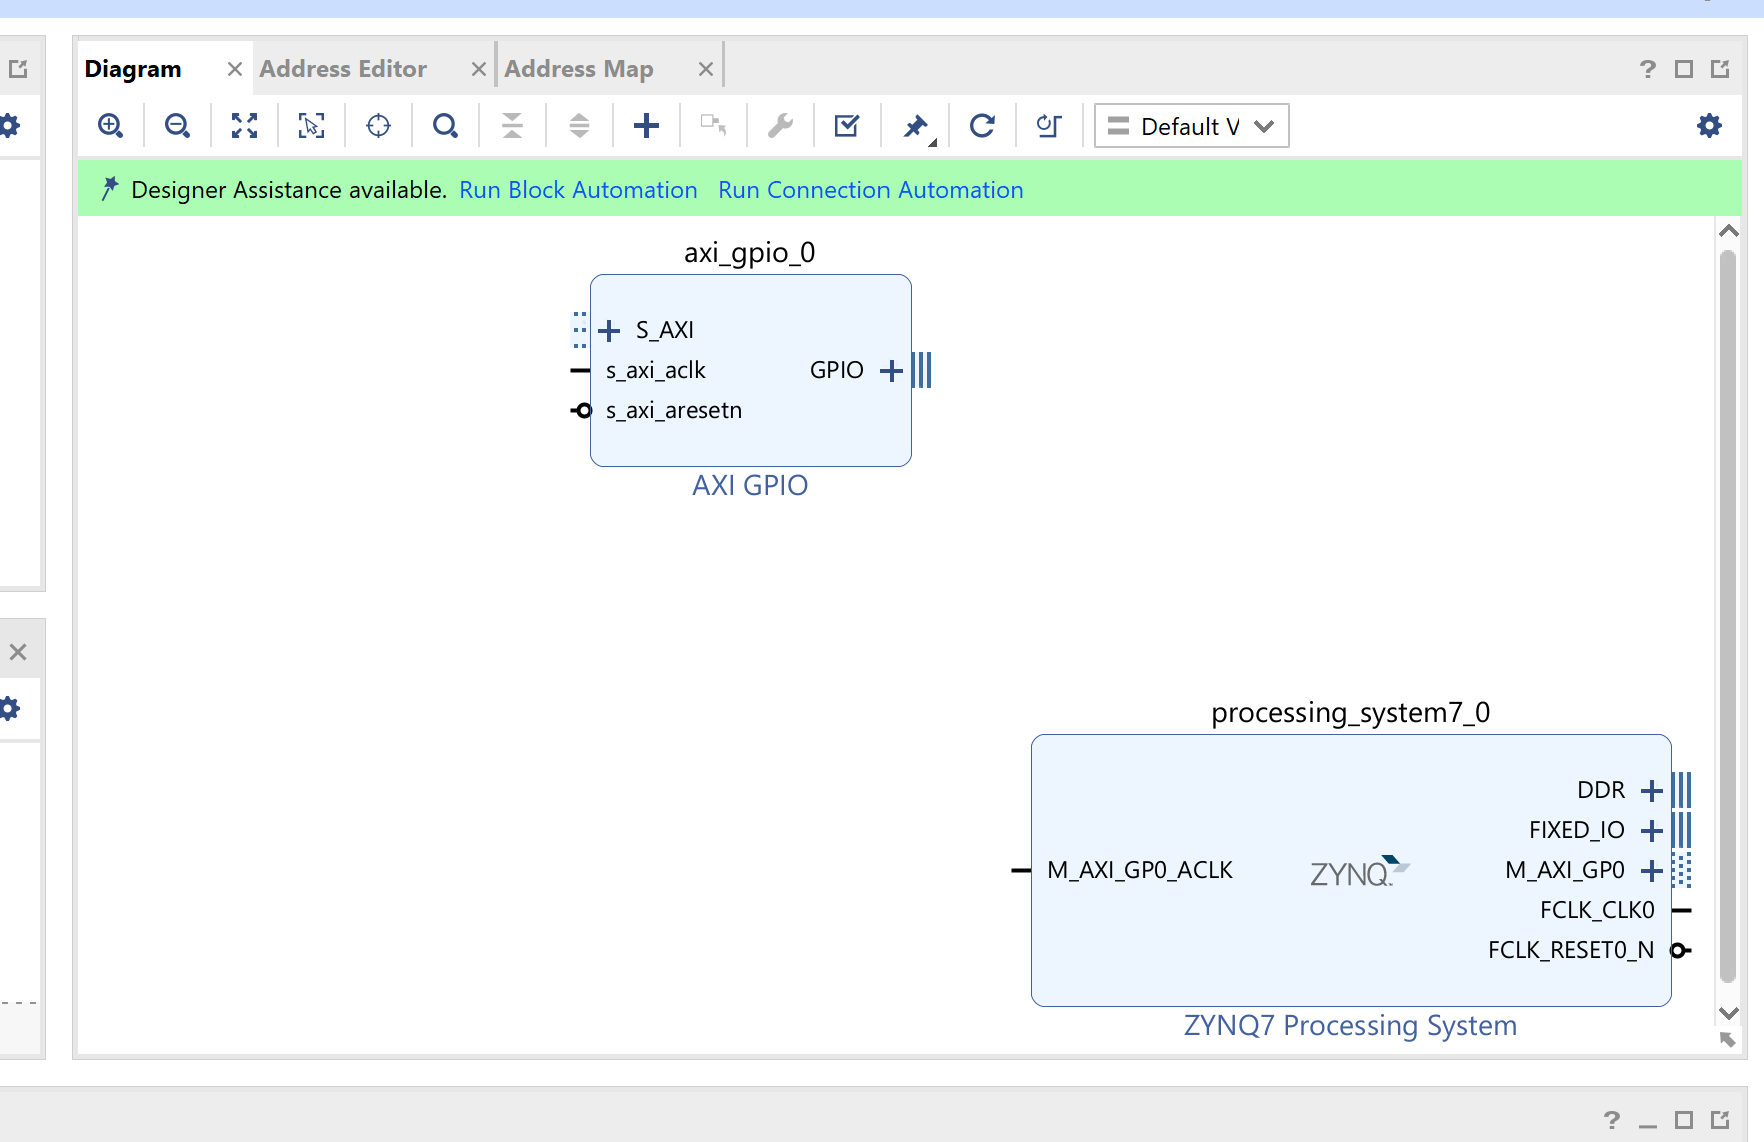 Diagram
Address Editor
Address Map
?
Default V
Designer Assistance available. Run Block Automation Run Connection Automation
axi_gpio_0
S_AXI
s_axi_aclk
GPIO
s_axi_aresetn
AXI GPIO
processing_system7_0
DDR
FIXED_IO
M_AXI_GP0_ACLK
ZYNQ
M_AXI_GP0
FCLK_CLK0
FCLK_RESET0_N
ZYNQ7 Processing System
?